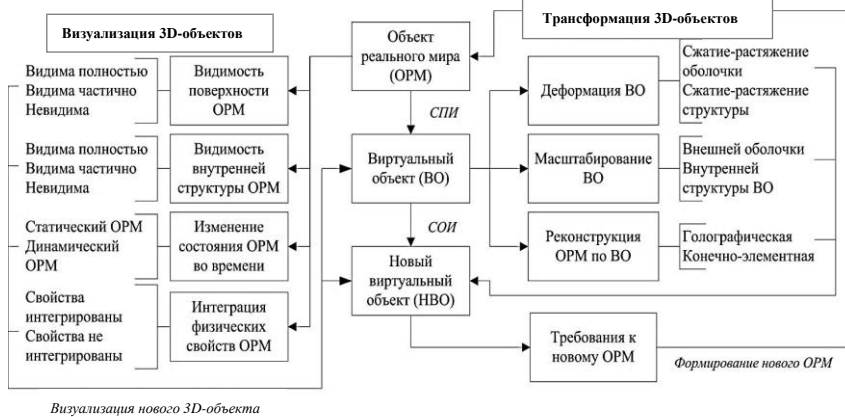 Визуализация 3D-объектов
Видима полностью
Видима частично
Невидима
Видимость
поверхности
ОРМ
Видима полностью
Видима частично
Невидима
Видимость
внутренней
структуры ОРМ
Статический ОРМ
Динамический
ОРМ
Изменение
состояния ОРМ
во времени
Свойства
интегрированы
Свойства не
интегрированы
Интеграция
физических
свойств ОРМ
Визуализация нового 3D-объекта
Объект
реального мира
(ОРМ)
СПИ
Виртуальный
объект (ВО)
СОИ
Новый
виртуальный
объект (НВО)
Трансформация 3D-объектов
Деформация ВО
Сжатие-растяжение
оболочки
Сжатие-растяжение
структуры
Масштабирование
ВО
Внешней оболочки
Внутренней
структуры ВО
Реконструкция
ОРМ по ВО
Голографическая
Конечно-элементная
Требования к
новому ОРМ
Формирование нового ОРМ